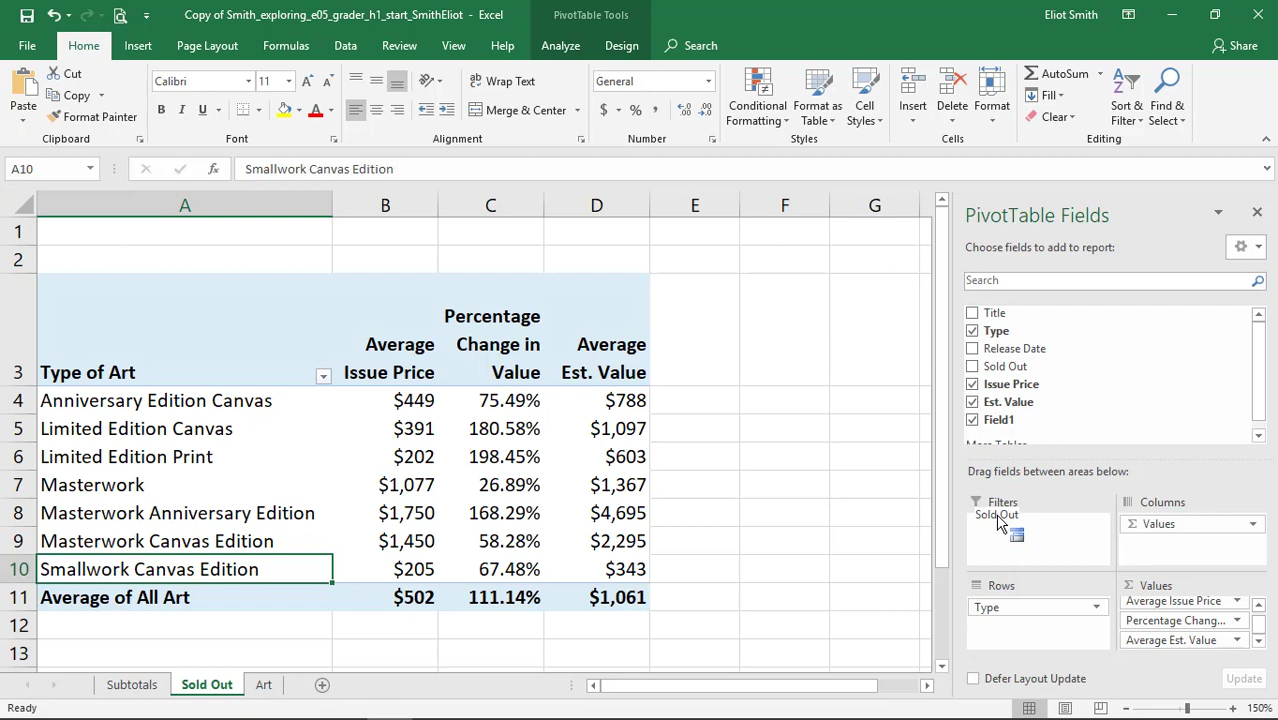 Copy of Smith_exploring_e05_grader_h1_start_SmithEliot - Excel
PivotTable Tools
Eliot Smith
File Home Insert Page Layout Formulas Data Review View Help Analyze Design Search Share
Cut
Copy
Format Painter
Paste
Clipboard
Calibri 11
B I U
Font
Wrap Text
Merge & Center
Alignment
General
$ % ,
Number
Conditional Formatting
Format as Table
Cell Styles
Styles
Insert Delete Format
Cells
AutoSum
Fill
Clear
Sort & Filter
Find & Select
Editing
A10 fx Smallwork Canvas Edition
A B C D E F G
1
2
3 Type of Art Average Issue Price Percentage Change in Value Average Est. Value
4 Anniversary Edition Canvas $449 75.49% $788
5 Limited Edition Canvas $391 180.58% $1,097
6 Limited Edition Print $202 198.45% $603
7 Masterwork $1,077 26.89% $1,367
8 Masterwork Anniversary Edition $1,750 168.29% $4,695
9 Masterwork Canvas Edition $1,450 58.28% $2,295
10 Smallwork Canvas Edition $205 67.48% $343
11 Average of All Art $502 111.14% $1,061
12
13
PivotTable Fields
Choose fields to add to report:
Search
Title
Type
Release Date
Sold Out
Issue Price
Est. Value
Field1
More Tables
Drag fields between areas below:
Filters
Sold Out
Columns
Σ Values
Rows
Type
Σ Values
Average Issue Price
Percentage Chang...
Average Est. Value
Defer Layout Update Update
Subtotals Sold Out Art
Ready 150%